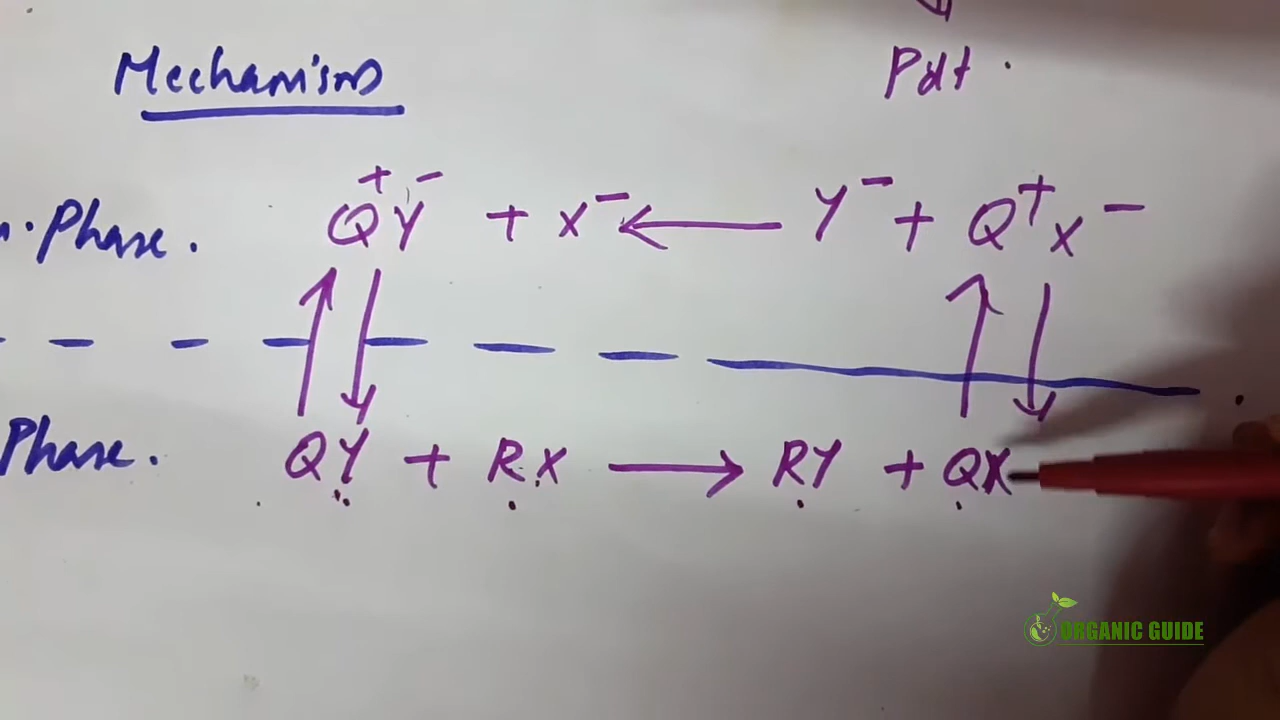 Pdt.
Mechanism
n. Phase. Q⁺Y⁻ + X⁻ ← Y⁻ + Q⁺X⁻
Phase. QY + RX → RY + QX
ORGANIC GUIDE